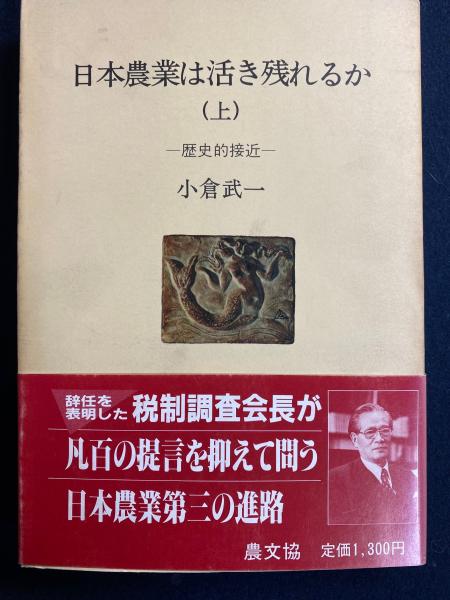 日本農業は活き残れるか
(上)
―歴史的接近―
小倉武一
辞任を
表明した 税制調査会長が
凡百の提言を抑えて問う
日本農業第三の進路
農文協 定価1,300円